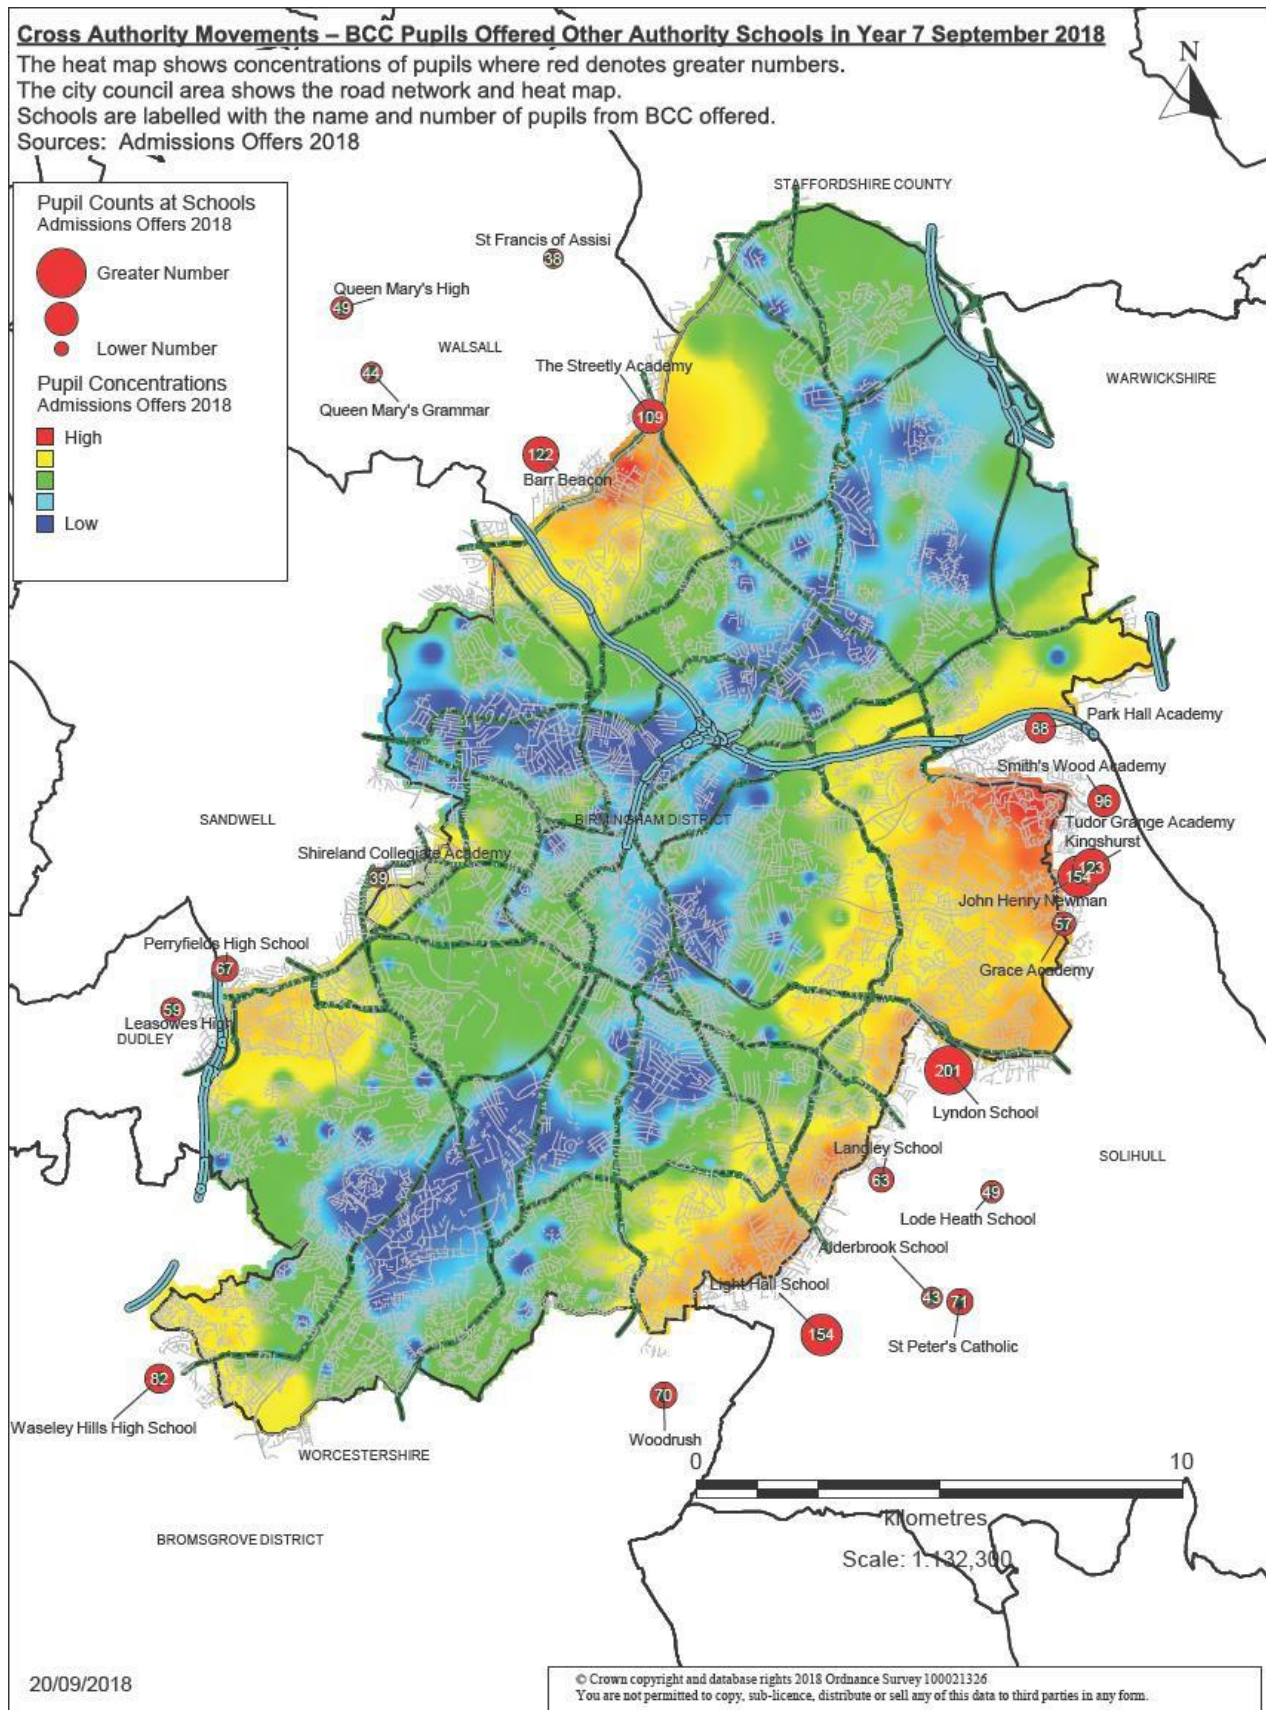 Cross Authority Movements – BCC Pupils Offered Other Authority Schools in Year 7 September 2018
The heat map shows concentrations of pupils where red denotes greater numbers.
The city council area shows the road network and heat map.
Schools are labelled with the name and number of pupils from BCC offered.
Sources: Admissions Offers 2018
N
Pupil Counts at Schools
Admissions Offers 2018
Greater Number
Lower Number
Pupil Concentrations
Admissions Offers 2018
High
Low
STAFFORDSHIRE COUNTY
St Francis of Assisi
38
Queen Mary's High
49
WALSALL
The Streetly Academy
109
44
Queen Mary's Grammar
WARWICKSHIRE
122
Barr Beacon
Park Hall Academy
88
Smith's Wood Academy
96
SANDWELL
BIRMINGHAM DISTRICT
Tudor Grange Academy
Kingshurst
123
154
Shireland Collegiate Academy
39
John Henry Newman
57
Grace Academy
Perryfields High School
67
59
Leasowes High
DUDLEY
201
Lyndon School
Langley School
63
SOLIHULL
49
Lode Heath School
Alderbrook School
43
71
St Peter's Catholic
Light Hall School
154
82
Waseley Hills High School
70
Woodrush
WORCESTERSHIRE
BROMSGROVE DISTRICT
0 10
kilometres
Scale: 1:132,300
20/09/2018
© Crown copyright and database rights 2018 Ordnance Survey 100021326
You are not permitted to copy, sub-licence, distribute or sell any of this data to third parties in any form.